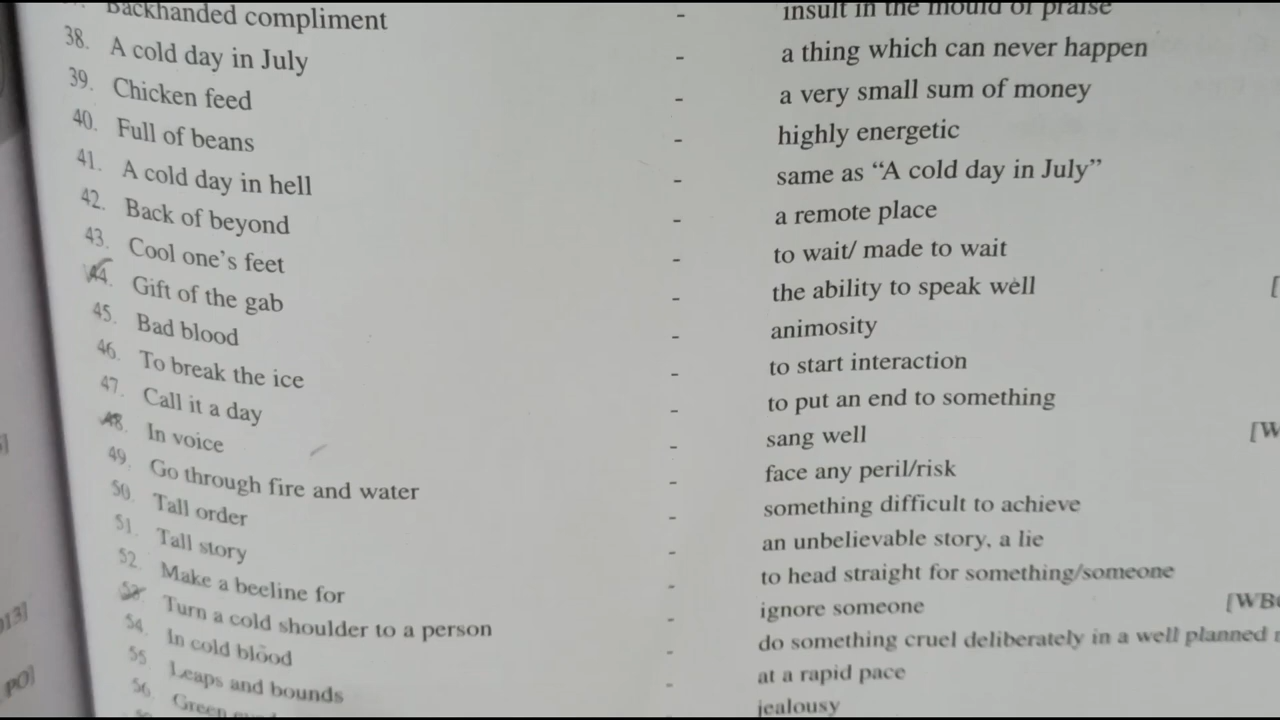 Backhanded compliment - insult in the mould of praise
38. A cold day in July - a thing which can never happen
39. Chicken feed - a very small sum of money
40. Full of beans - highly energetic
41. A cold day in hell - same as “A cold day in July”
42. Back of beyond - a remote place
43. Cool one's feet - to wait/ made to wait
44. Gift of the gab - the ability to speak well [
45. Bad blood - animosity
46. To break the ice - to start interaction
47. Call it a day - to put an end to something
48. In voice - sang well [W
49. Go through fire and water - face any peril/risk
50. Tall order - something difficult to achieve
51. Tall story - an unbelievable story, a lie
52. Make a beeline for - to head straight for something/someone
53. Turn a cold shoulder to a person - ignore someone [WB
54. In cold blood - do something cruel deliberately in a well planned
55. Leaps and bounds - at a rapid pace
56. Green - jealousy
013]
PO]